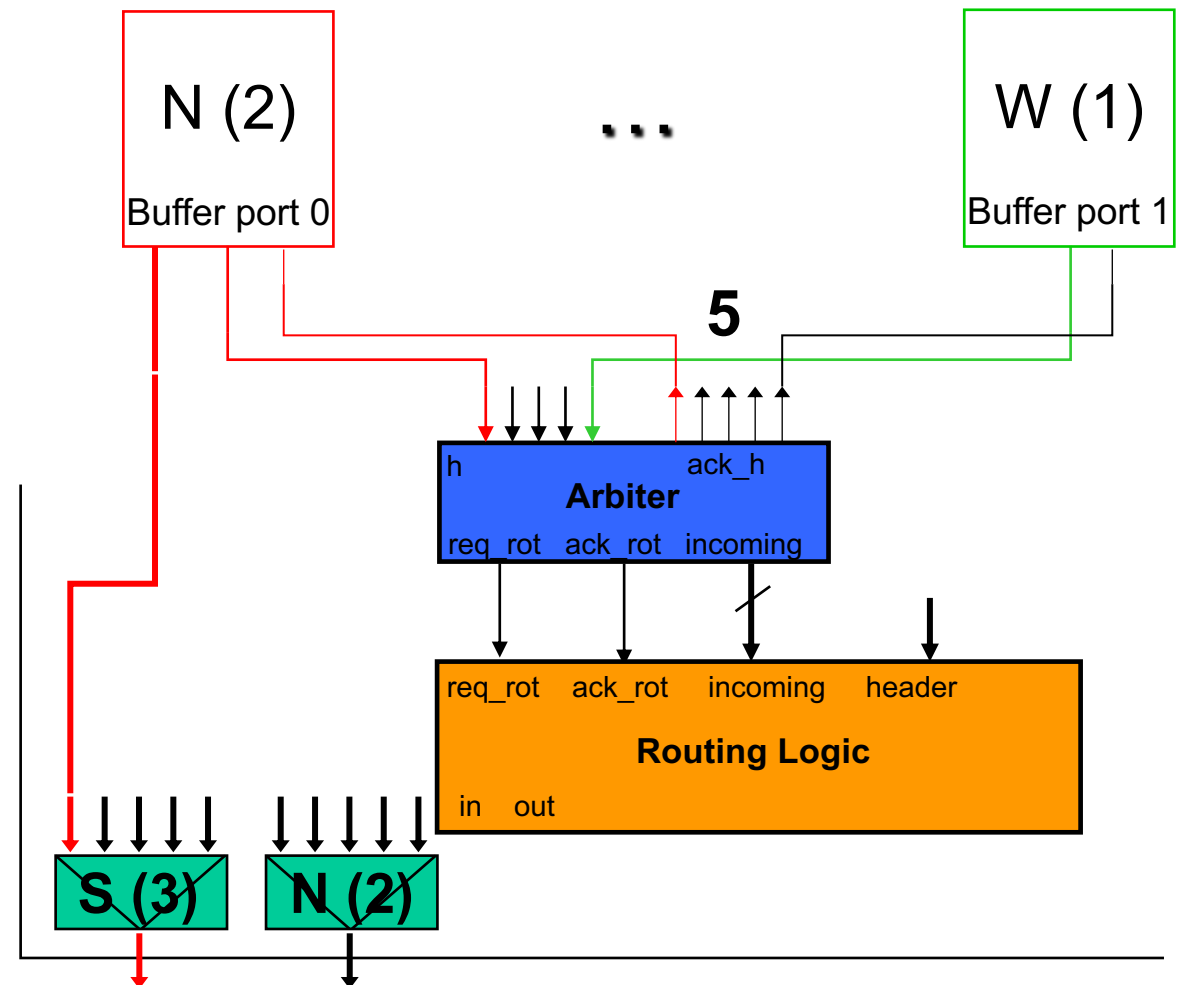 N (2)
...
W (1)
Buffer port 0
Buffer port 1
5
h
ack_h
Arbiter
req_rot ack_rot incoming
req_rot ack_rot incoming header
Routing Logic
in out
S (3)
N (2)